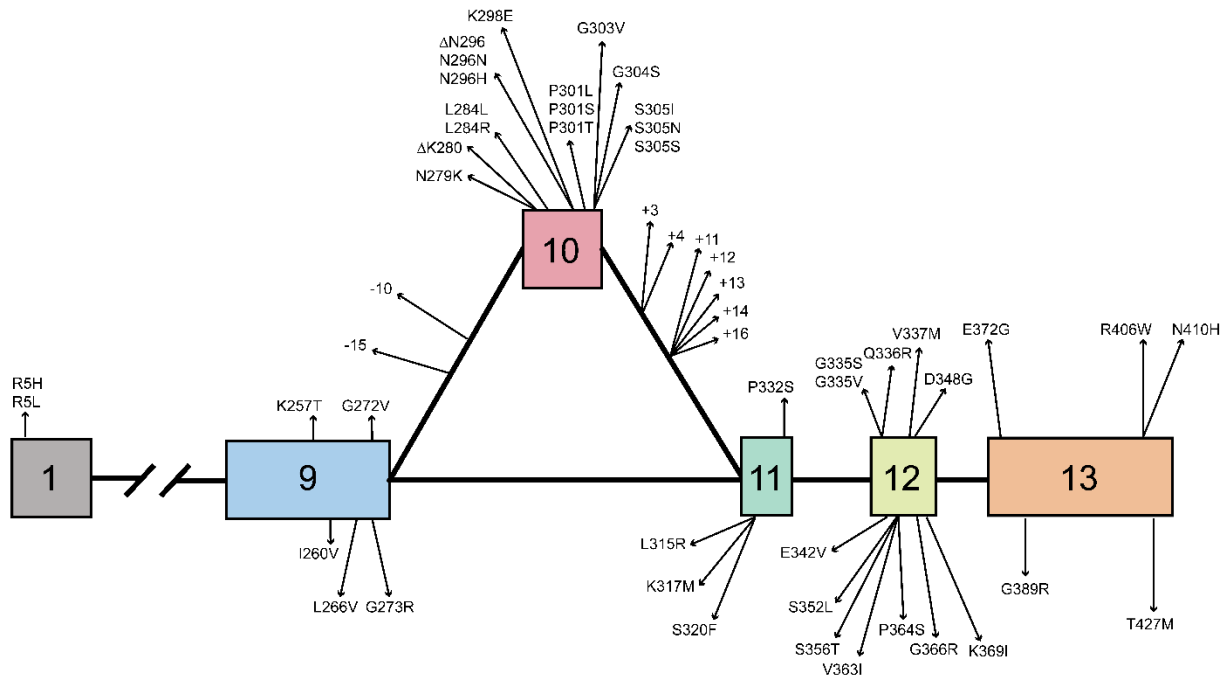 K298E
G303V
ΔN296
N296N
N296H
G304S
P301L
P301S
P301T
L284L
L284R
S305I
S305N
S305S
ΔK280
N279K
10
+3
+4
+11
+12
+13
+14
+16
-10
-15
V337M
E372G
R406W
N410H
G335S
G335V
Q336R
D348G
P332S
R5H
R5L
K257T
G272V
1
9
11
12
13
I260V
L266V
G273R
L315R
K317M
S320F
E342V
S352L
S356T
V363I
P364S
G366R
K369I
G389R
T427M